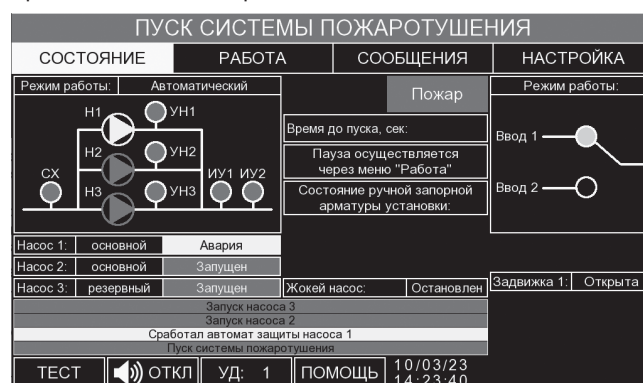 ПУСК СИСТЕМЫ ПОЖАРОТУШЕНИЯ
СОСТОЯНИЕ РАБОТА СООБЩЕНИЯ НАСТРОЙКА
Режим работы: Автоматический
Н1 УН1
Н2 УН2
СХ ИУ1 ИУ2
Н3 УН3
Пожар
Время до пуска, сек:
Пауза осуществляется
через меню "Работа"
Состояние ручной запорной
арматуры установки:
Режим работы:
Ввод 1
Ввод 2
Насос 1: основной Авария
Насос 2: основной Запущен
Насос 3: резервный Запущен
Жокей насос: Остановлен
Задвижка 1: Открыта
Запуск насоса 3
Запуск насоса 2
Сработал автомат защиты насоса 1
Пуск системы пожаротушения
ТЕСТ ОТКЛ УД: 1 ПОМОЩЬ 10/03/23
14:23:40